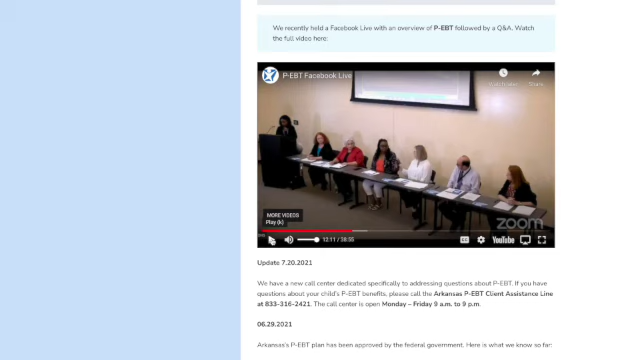 We recently held a Facebook Live with an overview of P-EBT followed by a Q&A. Watch
the full video here:
P-EBT Facebook Live
Watch later
Share
MORE VIDEOS
Play (k)
zoom
12:11 / 38:55
CC
YouTube
Update 7.20.2021
We have a new call center dedicated specifically to addressing questions about P-EBT. If you have
questions about your child's P-EBT benefits, please call the Arkansas P-EBT Client Assistance Line
at 833-316-2421. The call center is open Monday – Friday 9 a.m. to 9 p.m.
06.29.2021
Arkansas's P-EBT plan has been approved by the federal government. Here is what we know so far: